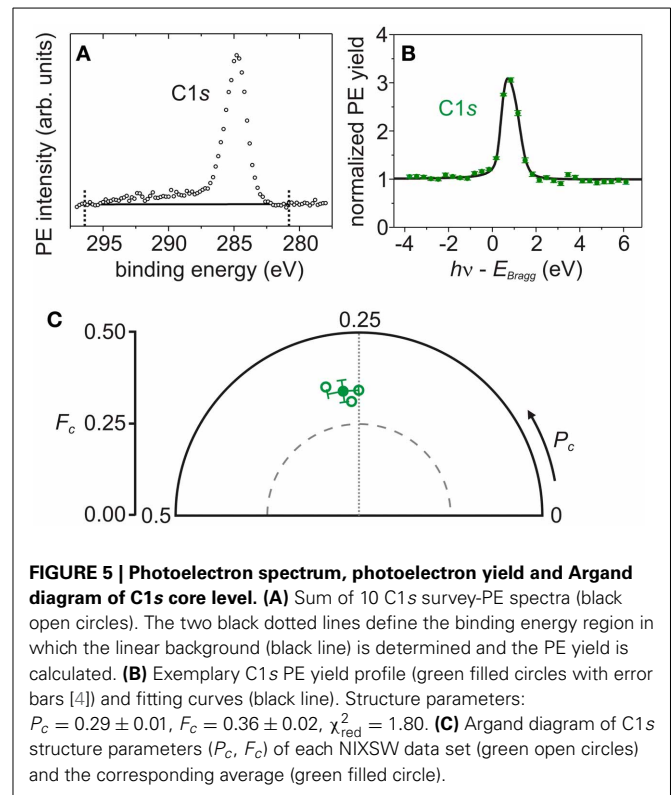 A
C1s
PE intensity (arb. units)
295 290 285 280
binding energy (eV)
B
C1s
normalized PE yield
4
3
2
1
0
-4 -2 0 2 4 6
hν - E_Bragg (eV)
C
0.50
0.25
F_c 0.25
P_c
0.00
0.5
0
FIGURE 5 | Photoelectron spectrum, photoelectron yield and Argand
diagram of C1s core level. (A) Sum of 10 C1s survey-PE spectra (black
open circles). The two black dotted lines define the binding energy region in
which the linear background (black line) is determined and the PE yield is
calculated. (B) Exemplary C1s PE yield profile (green filled circles with error
bars [4]) and fitting curves (black line). Structure parameters:
P_c = 0.29 ± 0.01, F_c = 0.36 ± 0.02, χ²_red = 1.80. (C) Argand diagram of C1s
structure parameters (P_c, F_c) of each NIXSW data set (green open circles)
and the corresponding average (green filled circle).